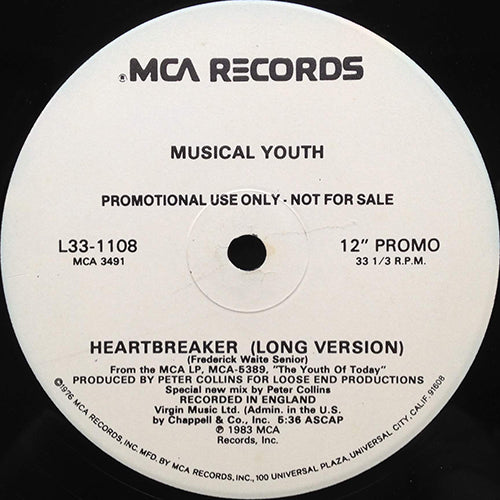 ® MCA RECORDS
MUSICAL YOUTH
PROMOTIONAL USE ONLY - NOT FOR SALE
L33-1108
MCA 3491
12" PROMO
33 1/3 R.P.M.
HEARTBREAKER (LONG VERSION)
(Frederick Waite Senior)
From the MCA LP, MCA-5389, "The Youth Of Today"
PRODUCED BY PETER COLLINS FOR LOOSE END PRODUCTIONS
Special new mix by Peter Collins
RECORDED IN ENGLAND
Virgin Music Ltd. (Admin. in the U.S.
by Chappell & Co., Inc. 5:36 ASCAP
℗ 1983 MCA
Records, Inc.
©1976 MCA RECORDS, INC. MFD. BY MCA RECORDS, INC., 100 UNIVERSAL PLAZA, UNIVERSAL CITY, CALIF. 91608